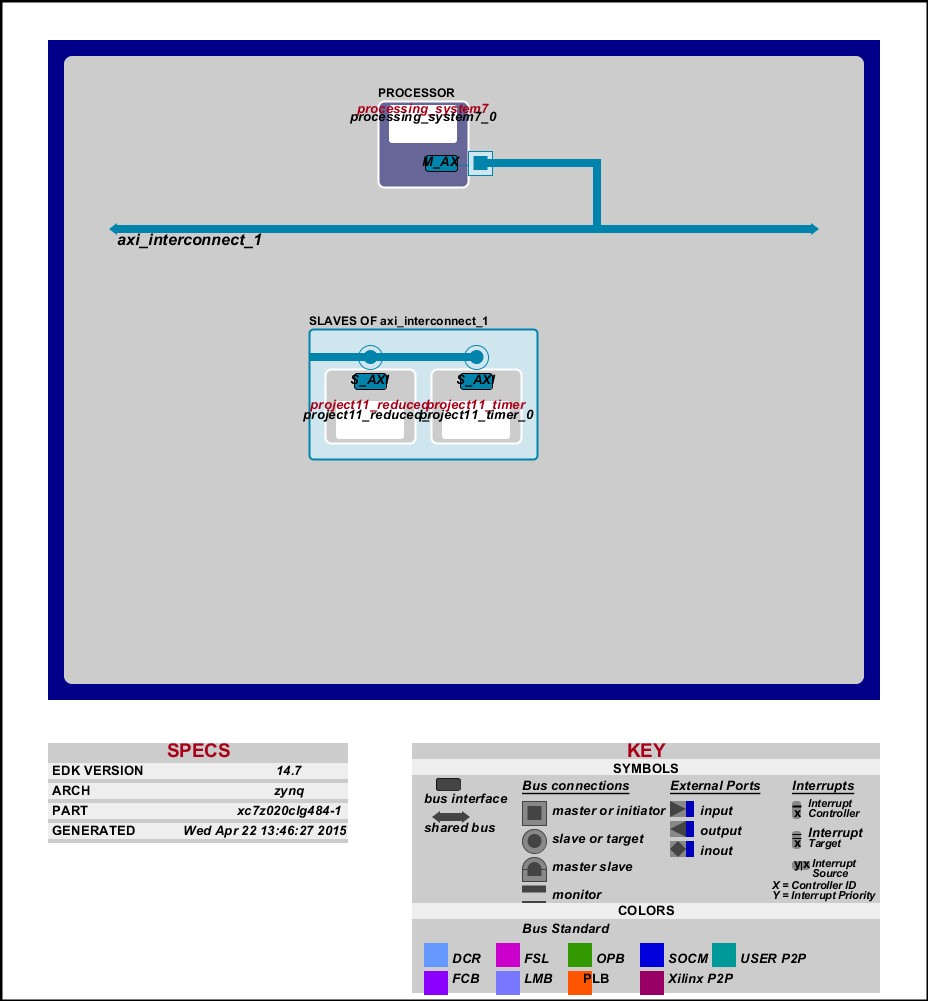 PROCESSOR
processing_system7
processing_system7_0
M_AX
axi_interconnect_1
SLAVES OF axi_interconnect_1
S_AXI S_AXI
project11_reduced project11_timer
project11_reduced_ project11_timer_0
SPECS
EDK VERSION 14.7
ARCH zynq
PART xc7z020clg484-1
GENERATED Wed Apr 22 13:46:27 2015
KEY
SYMBOLS
bus interface
shared bus
Bus connections
master or initiator
slave or target
master slave
monitor
External Ports
input
output
inout
Interrupts
x Interrupt
Controller
x Interrupt
Target
y x Interrupt
Source
X = Controller ID
Y = Interrupt Priority
COLORS
Bus Standard
DCR FSL OPB SOCM USER P2P
FCB LMB PLB Xilinx P2P